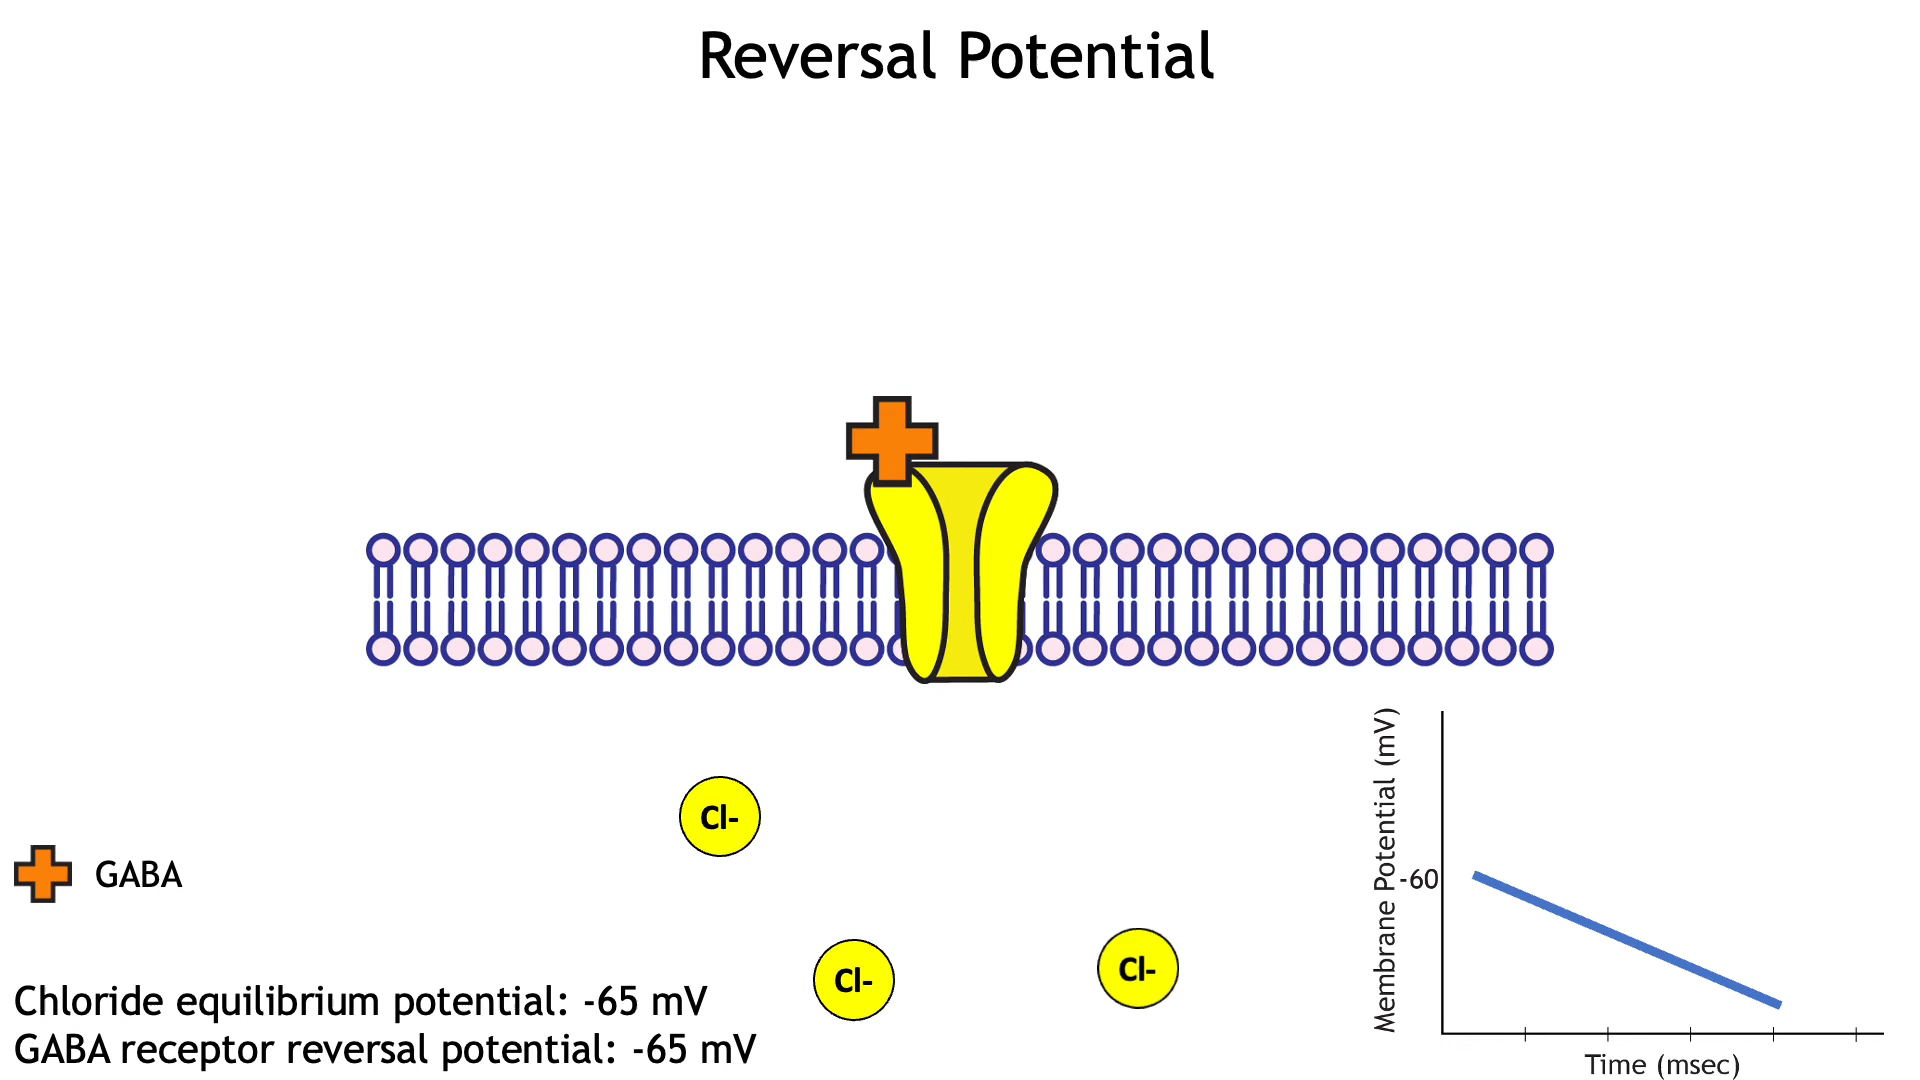 Reversal Potential
Cl-
Cl-
Cl-
GABA
Chloride equilibrium potential: -65 mV
GABA receptor reversal potential: -65 mV
Membrane Potential (mV)
-60
Time (msec)